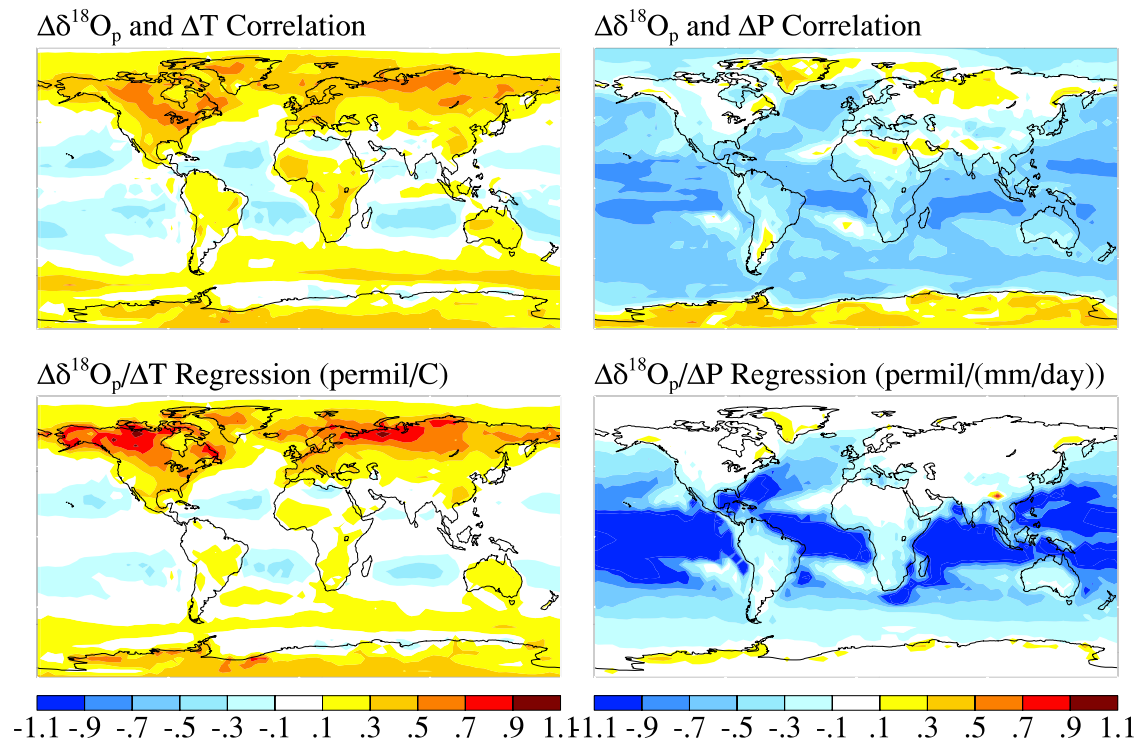 Δδ¹⁸Oₚ and ΔT Correlation
Δδ¹⁸Oₚ and ΔP Correlation
Δδ¹⁸Oₚ/ΔT Regression (permil/C)
Δδ¹⁸Oₚ/ΔP Regression (permil/(mm/day))
-1.1 -.9 -.7 -.5 -.3 -.1 .1 .3 .5 .7 .9 1.1
-1.1 -.9 -.7 -.5 -.3 -.1 .1 .3 .5 .7 .9 1.1